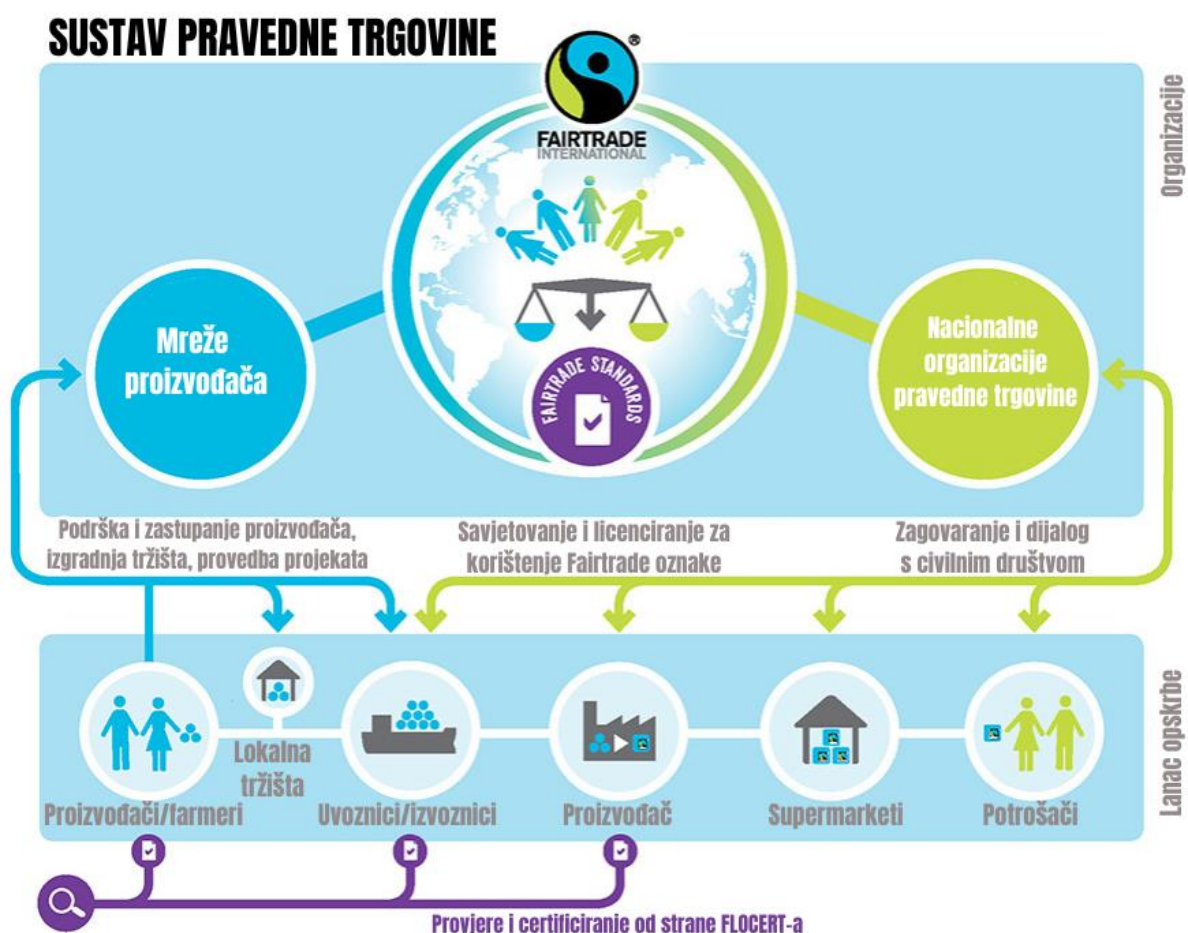 SUSTAV PRAVEDNE TRGOVINE
®
FAIRTRADE
INTERNATIONAL
Organizacije
Mreže
proizvođača
FAIRTRADE STANDARDS
Nacionalne
organizacije
pravedne trgovine
Podrška i zastupanje proizvođača,
izgradnja tržišta, provedba projekata
Savjetovanje i licenciranje za
korištenje Fairtrade oznake
Zagovaranje i dijalog
s civilnim društvom
Lokalna
tržišta
Proizvođači/farmeri
Uvoznici/izvoznici
Proizvođač
Supermarketi
Potrošači
Lanac opskrbe
Provjere i certificiranje od strane FLOCERT-a